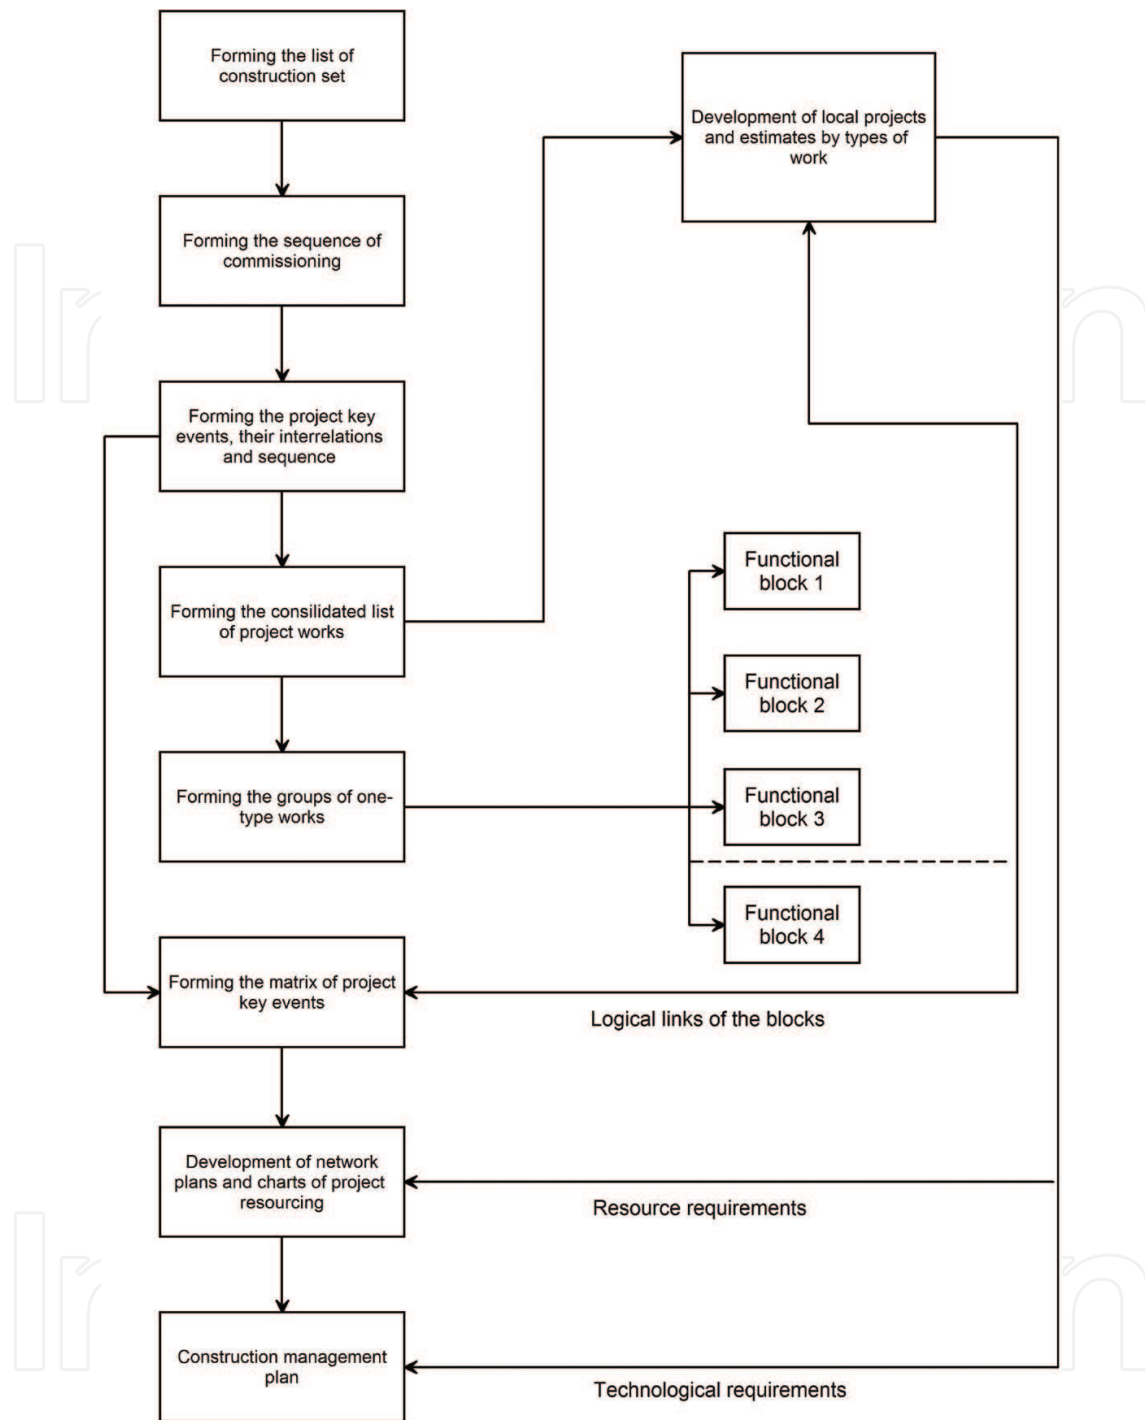 Forming the list of
construction set
Development of local projects
and estimates by types of
work
Forming the sequence of
commissioning
Forming the project key
events, their interrelations
and sequence
Functional
block 1
Forming the consilidated list
of project works
Functional
block 2
Forming the groups of one-
type works
Functional
block 3
Functional
block 4
Forming the matrix of project
key events
Logical links of the blocks
Development of network
plans and charts of project
resourcing
Resource requirements
Construction management
plan
Technological requirements